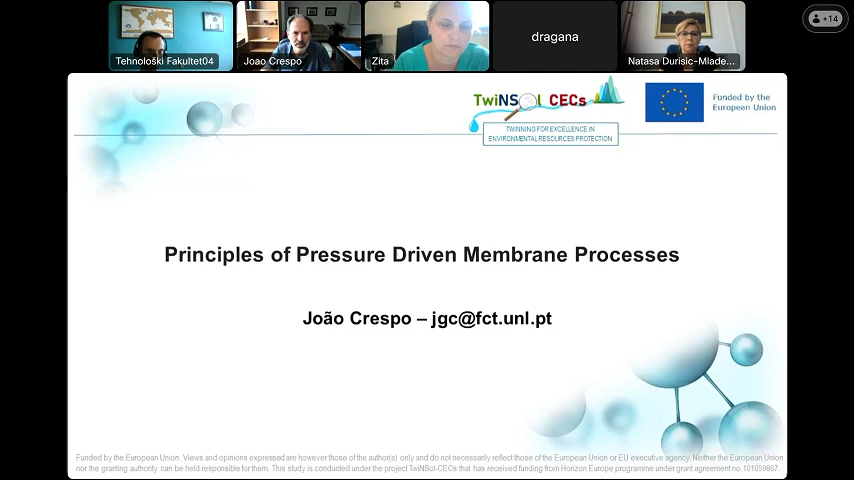 Tehnološki Fakultet04
Joao Crespo
Zita
dragana
Natasa Durisic-Mlade...
+14
TwiNSol CECs
TWINNING FOR EXCELLENCE IN
ENVIRONMENTAL RESOURCES PROTECTION
Funded by the
European Union
Principles of Pressure Driven Membrane Processes
João Crespo – jgc@fct.unl.pt
Funded by the European Union. Views and opinions expressed are however those of the author(s) only and do not necessarily reflect those of the European Union or EU executive agency. Neither the European Union
nor the granting authority can be held responsible for them. This study is conducted under the project TwiNSol-CECs that has received funding from Horizon Europe programme under grant agreement no. 101059867.